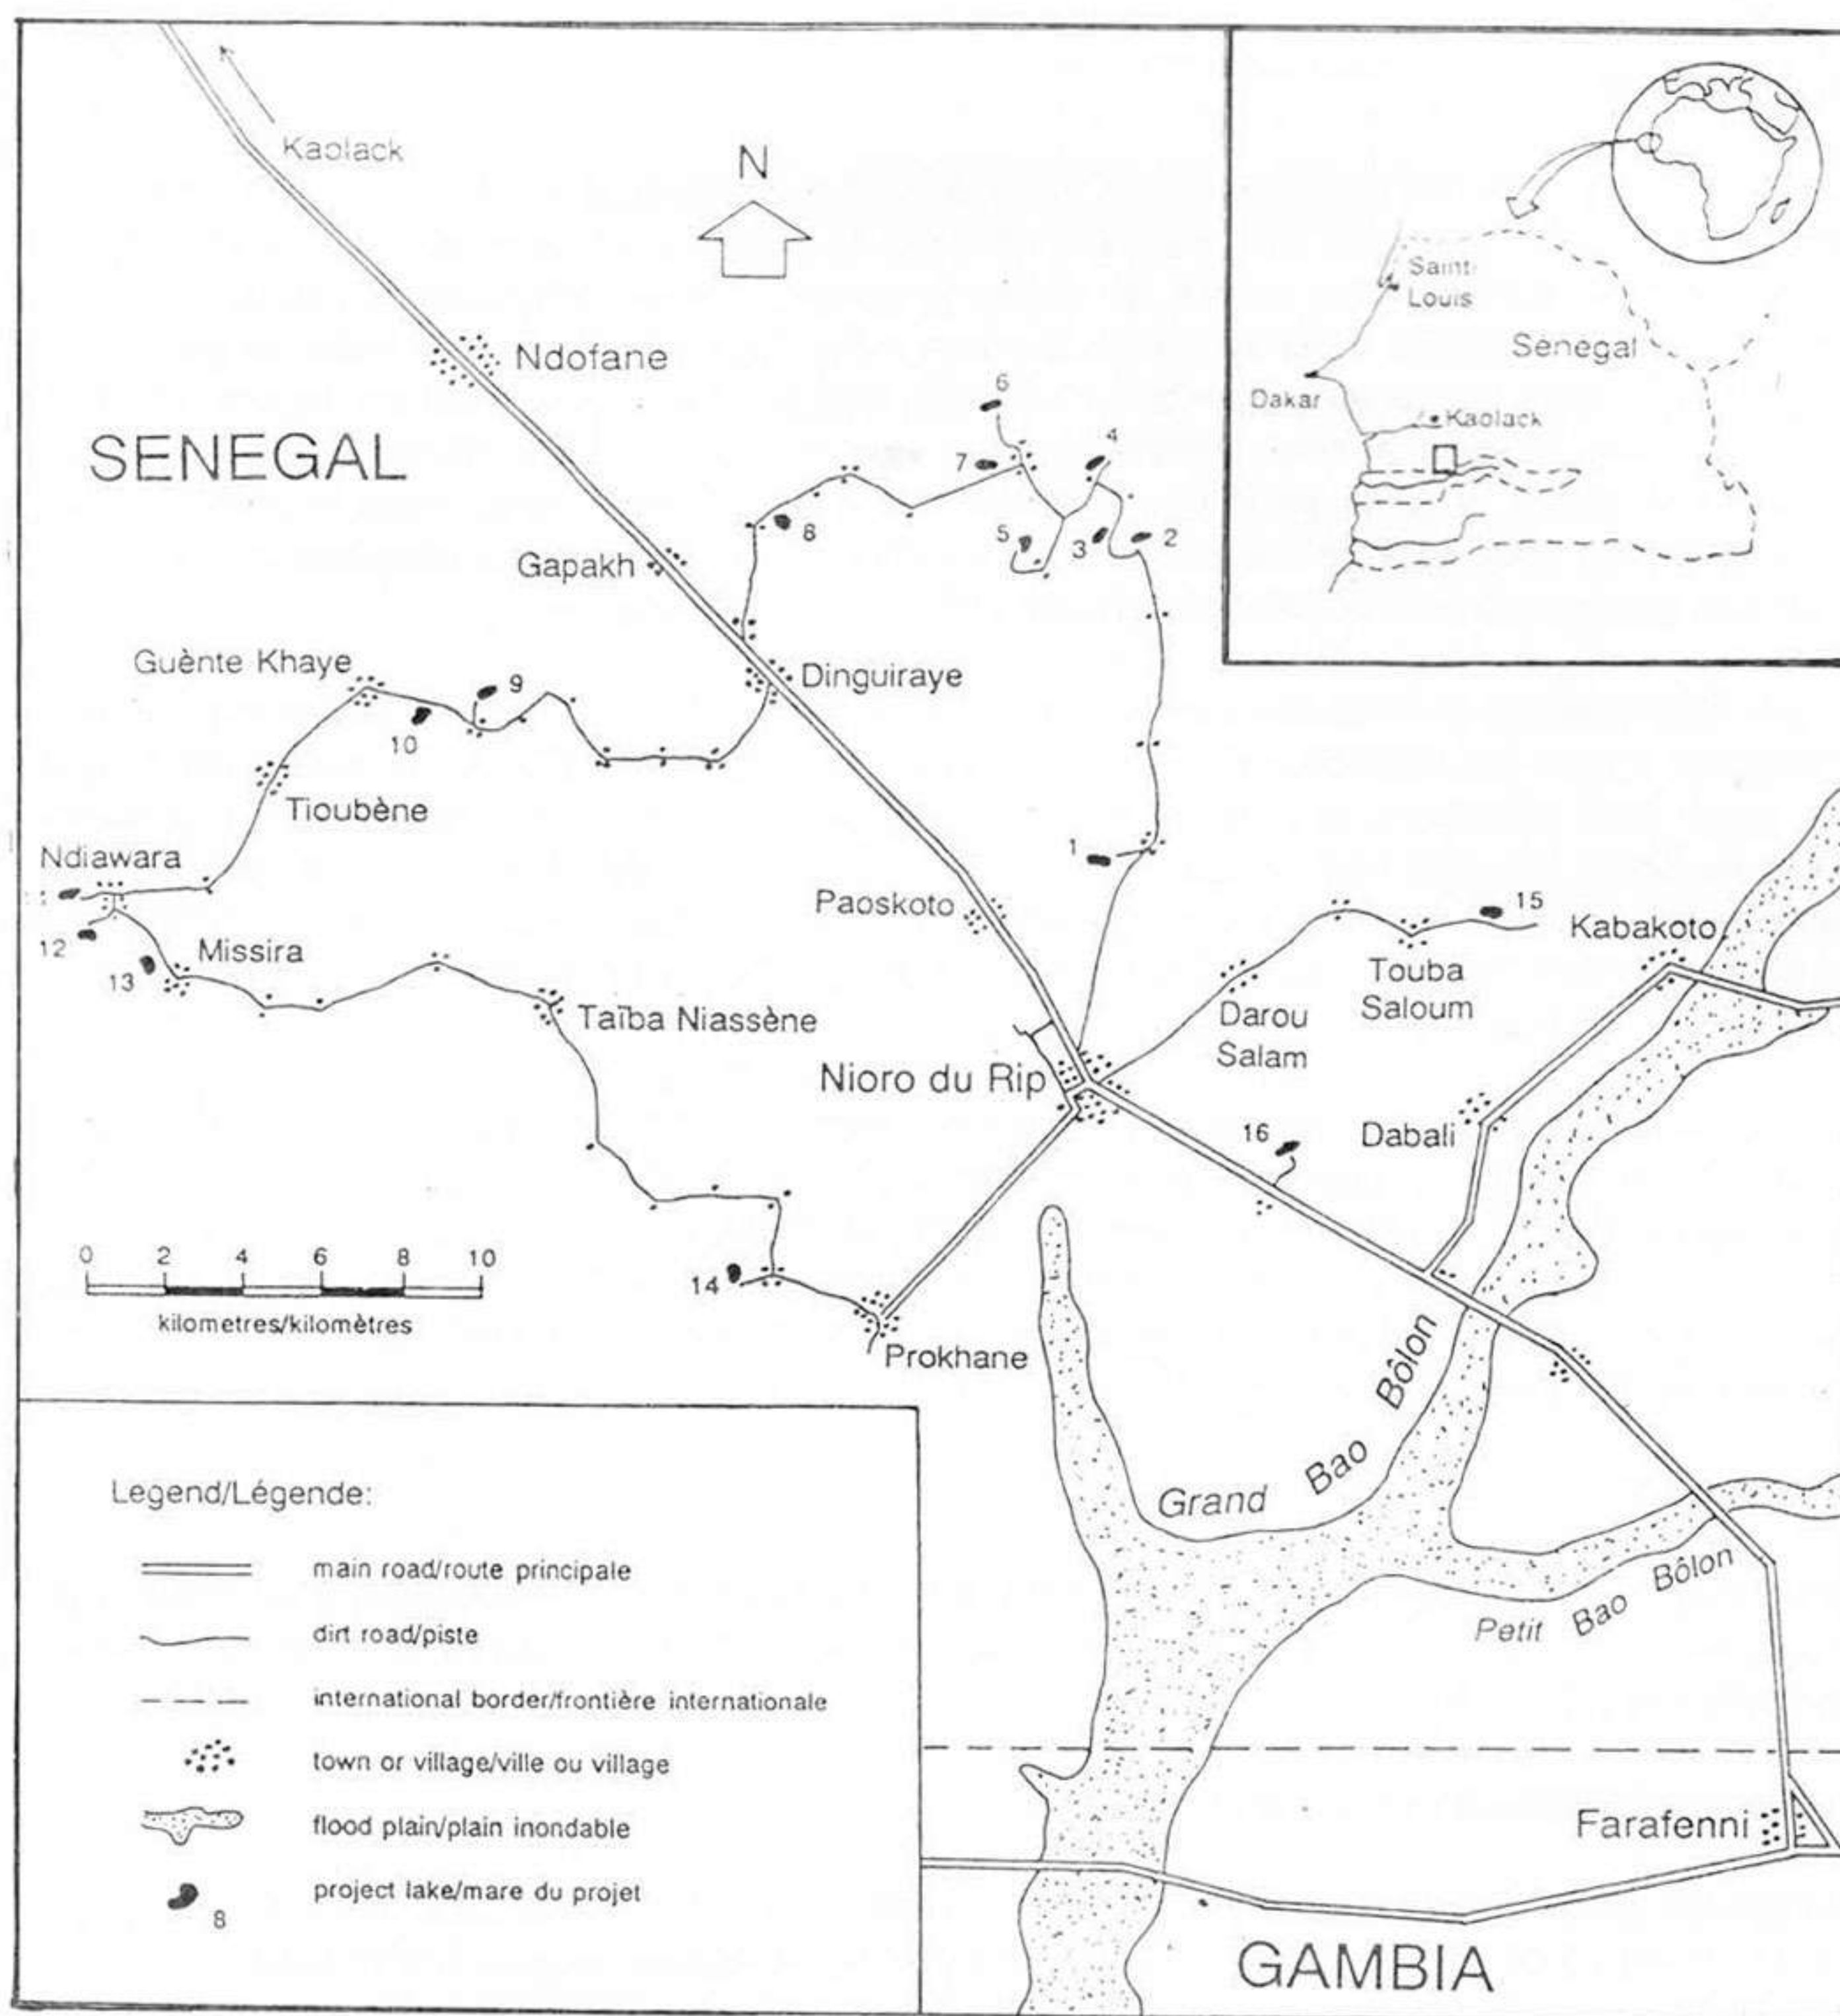 Kaolack
N
Ndofane
SENEGAL
6
4
7
8
5
3
2
Gapakh
Guènte Khaye
9
Dinguiraye
10
Tioubène
Ndiawara
1
Paoskoto
15
Kabakoto
12
Missira
13
Touba
Saloum
Darou
Salam
Taïba Niassène
Nioro du Rip
16
Dabali
0 2 4 6 8 10
kilometres/kilomètres
14
Prokhane
Grand Bao Bôlon
Petit Bao Bôlon
Farafenni
GAMBIA
Saint
Louis
Sénégal
Dakar
Kaolack
Legend/Légende:
main road/route principale
dirt road/piste
international border/frontière internationale
town or village/ville ou village
flood plain/plain inondable
project lake/mare du projet
8